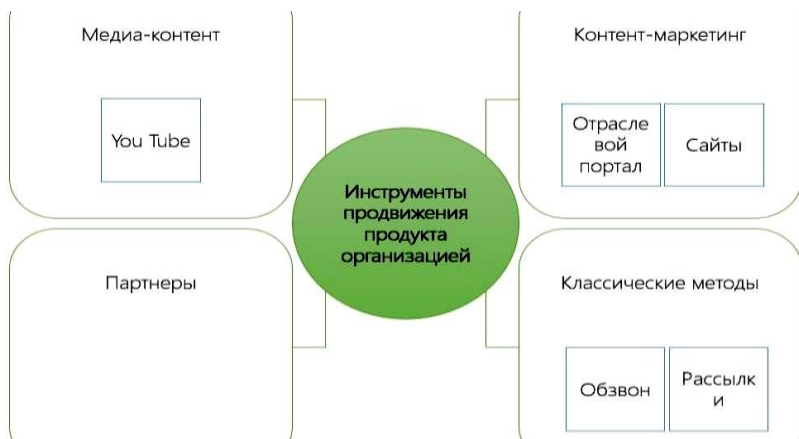 Медиа-контент
You Tube
Контент-маркетинг
Отрасле
вой
портал
Сайты
Инструменты
продвижения
продукта
организацией
Партнеры
Классические методы
Обзвон
Рассылк
и